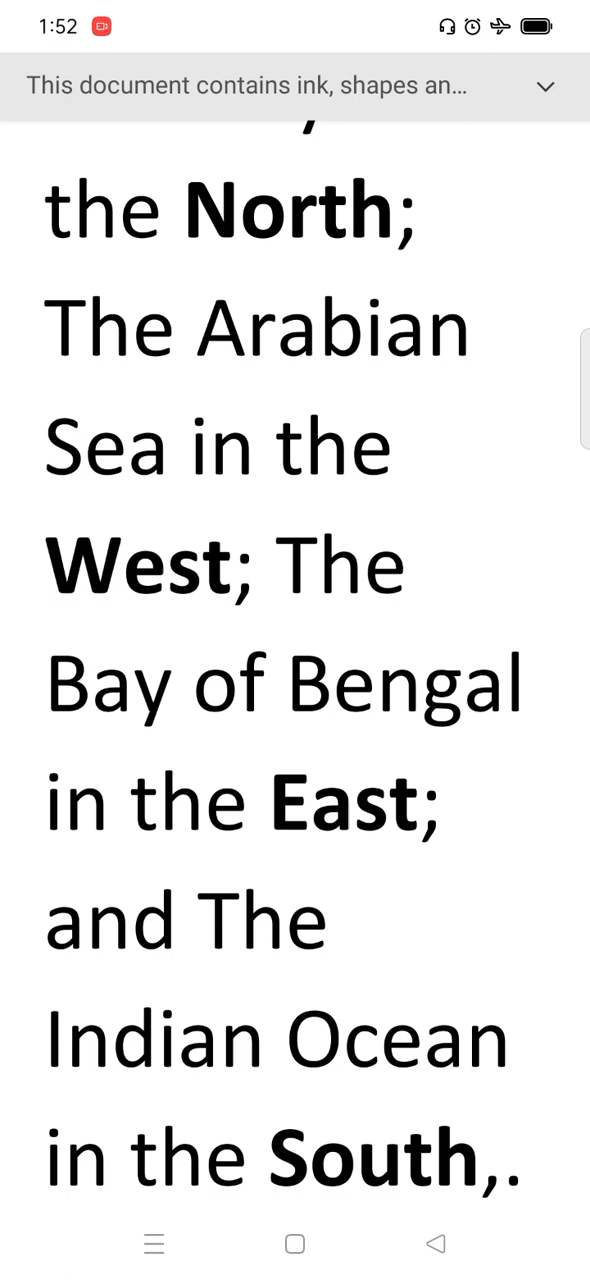 1:52
This document contains ink, shapes an...
the North;
The Arabian
Sea in the
West; The
Bay of Bengal
in the East;
and The
Indian Ocean
in the South,.